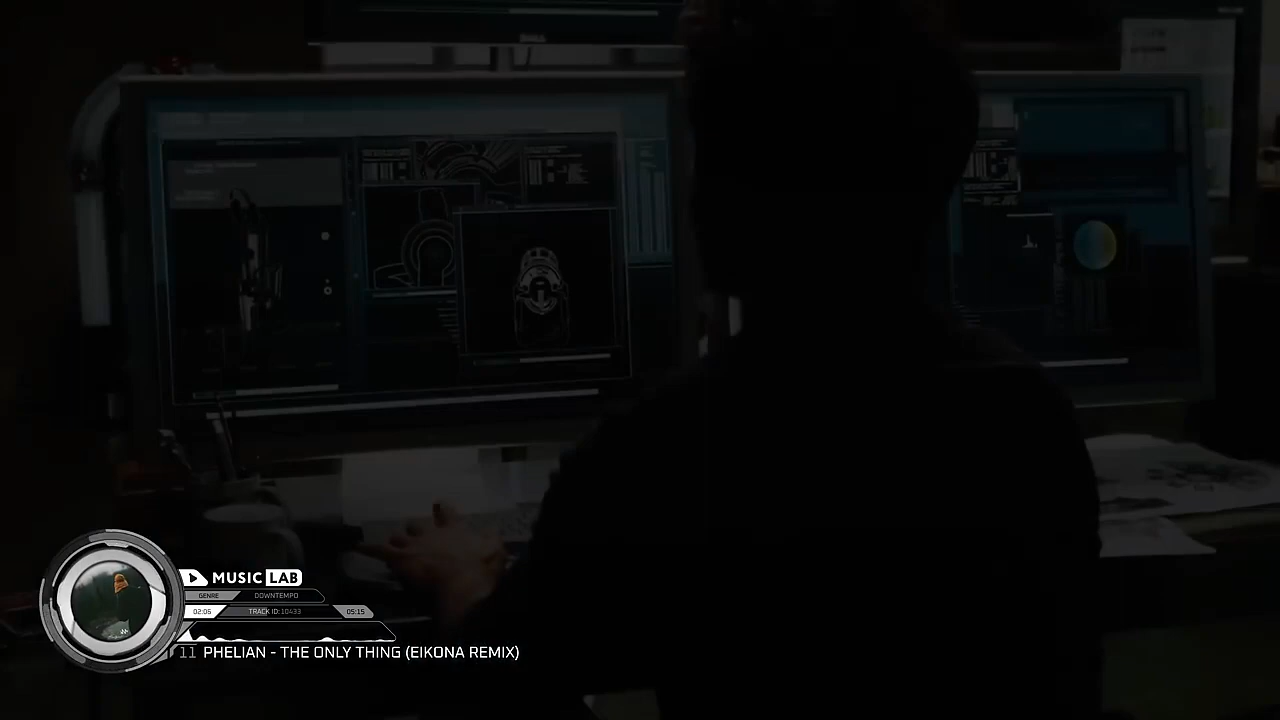 MUSIC LAB
GENRE DOWNTEMPO
02:05 TRACK ID:10433 05:15
11 PHELIAN - THE ONLY THING (EIKONA REMIX)